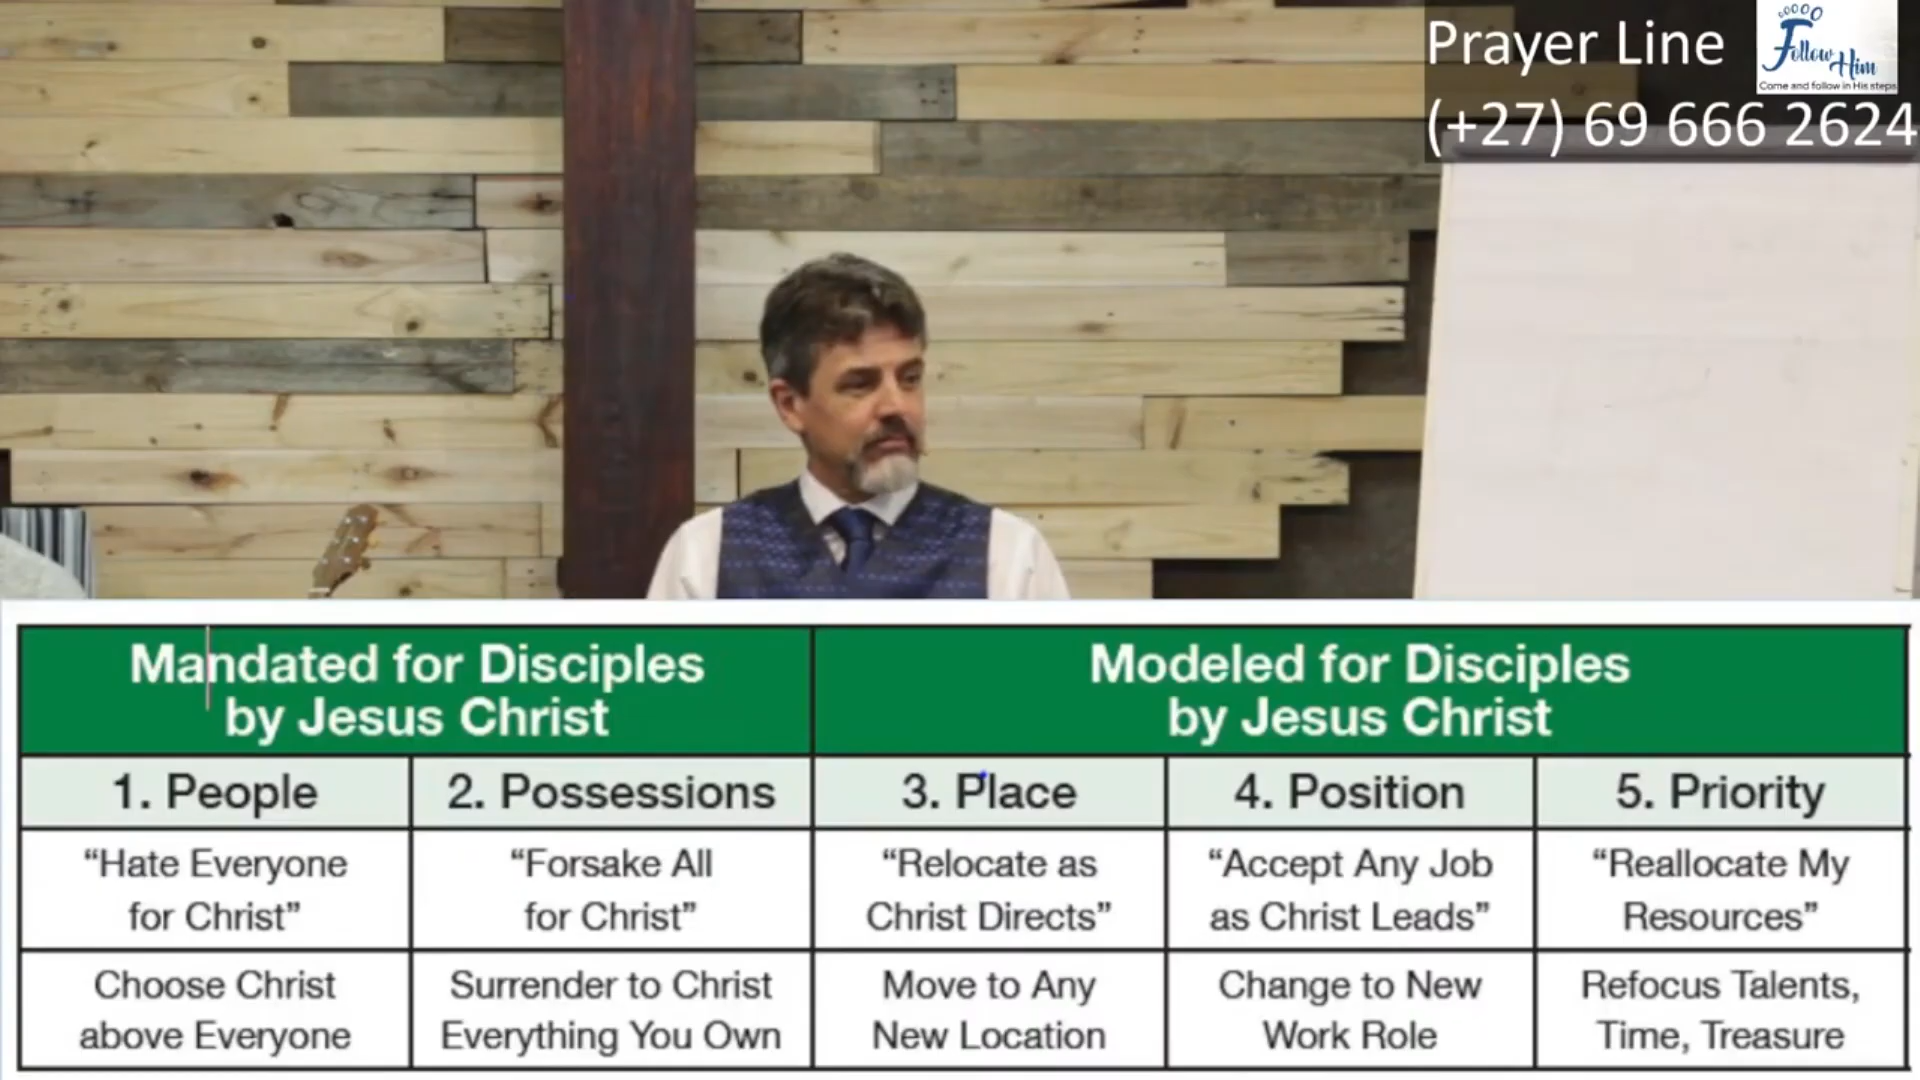 Prayer Line
Follow Him
Come and follow in His steps
(+27) 69 666 2624
Mandated for Disciples
by Jesus Christ
Modeled for Disciples
by Jesus Christ
1. People
2. Possessions
3. Place
4. Position
5. Priority
“Hate Everyone
for Christ”
“Forsake All
for Christ”
“Relocate as
Christ Directs”
“Accept Any Job
as Christ Leads”
“Reallocate My
Resources”
Choose Christ
above Everyone
Surrender to Christ
Everything You Own
Move to Any
New Location
Change to New
Work Role
Refocus Talents,
Time, Treasure